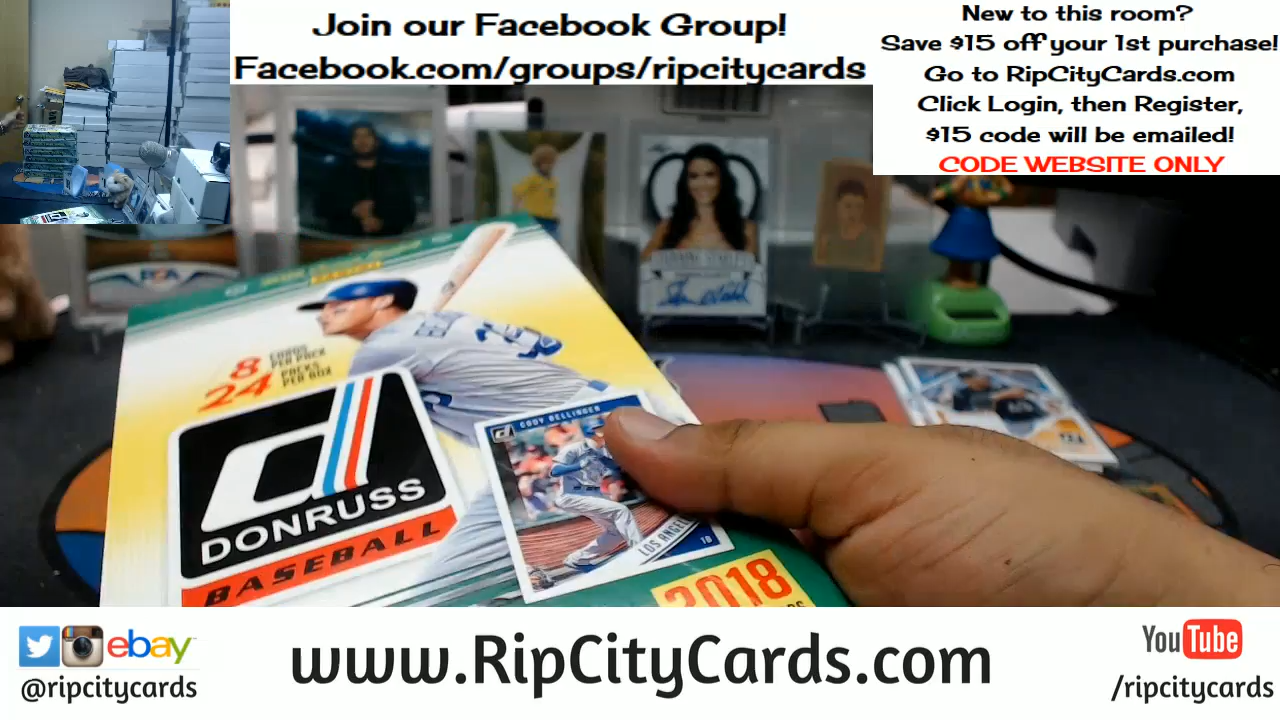 Join our Facebook Group!
Facebook.com/groups/ripcitycards
New to this room?
Save $15 off your 1st purchase!
Go to RipCityCards.com
Click Login, then Register,
$15 code will be emailed!
CODE WEBSITE ONLY
8 CARDS PER PACK
24 PACKS PER BOX
d
DONRUSS
BASEBALL
CODY BELLINGER
LOS ANGEL
1B
2018
ebay
@ripcitycards
www.RipCityCards.com
YouTube
/ripcitycards